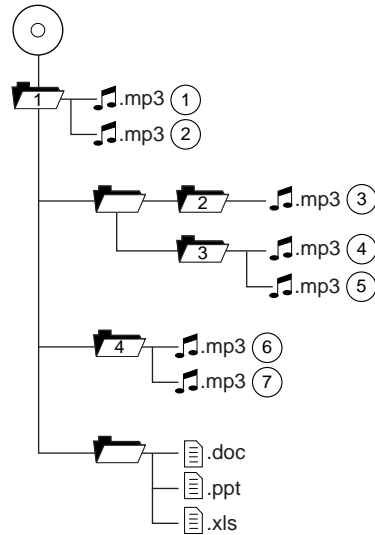 1 .mp3 1
.mp3 2
2 .mp3 3
3 .mp3 4
.mp3 5
4 .mp3 6
.mp3 7
.doc
.ppt
.xls